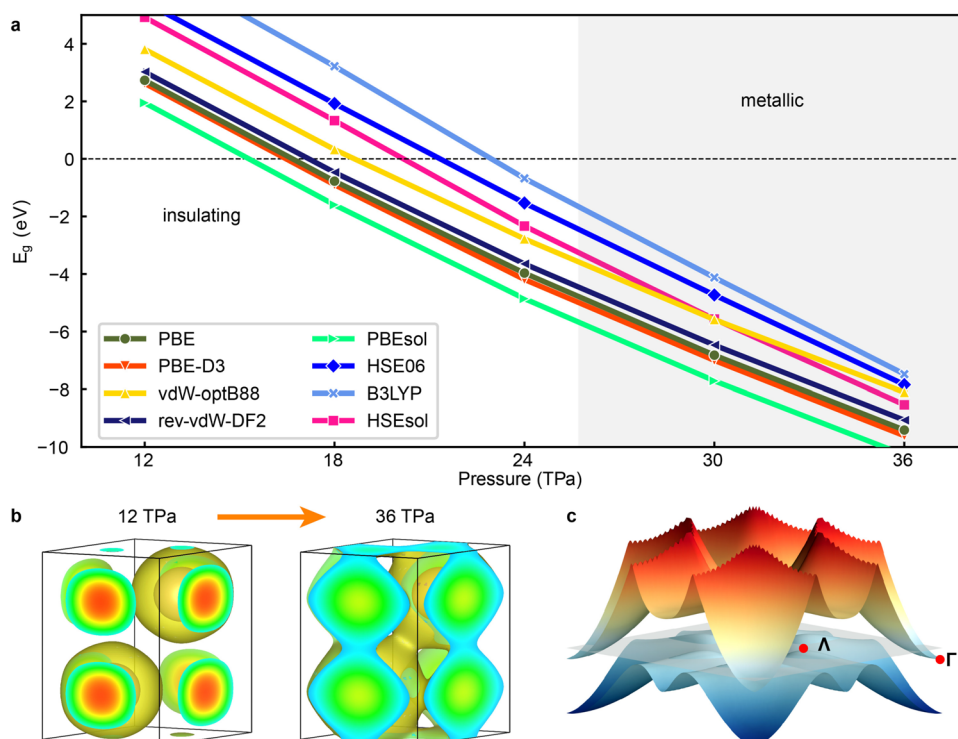 a
4
2
0
−2
−4
−6
−8
−10
E_g (eV)
metallic
insulating
PBE
PBE-D3
vdW-optB88
rev-vdW-DF2
PBEsol
HSE06
B3LYP
HSEsol
12
18
24
30
36
Pressure (TPa)
b
12 TPa
36 TPa
c
Λ
Γ